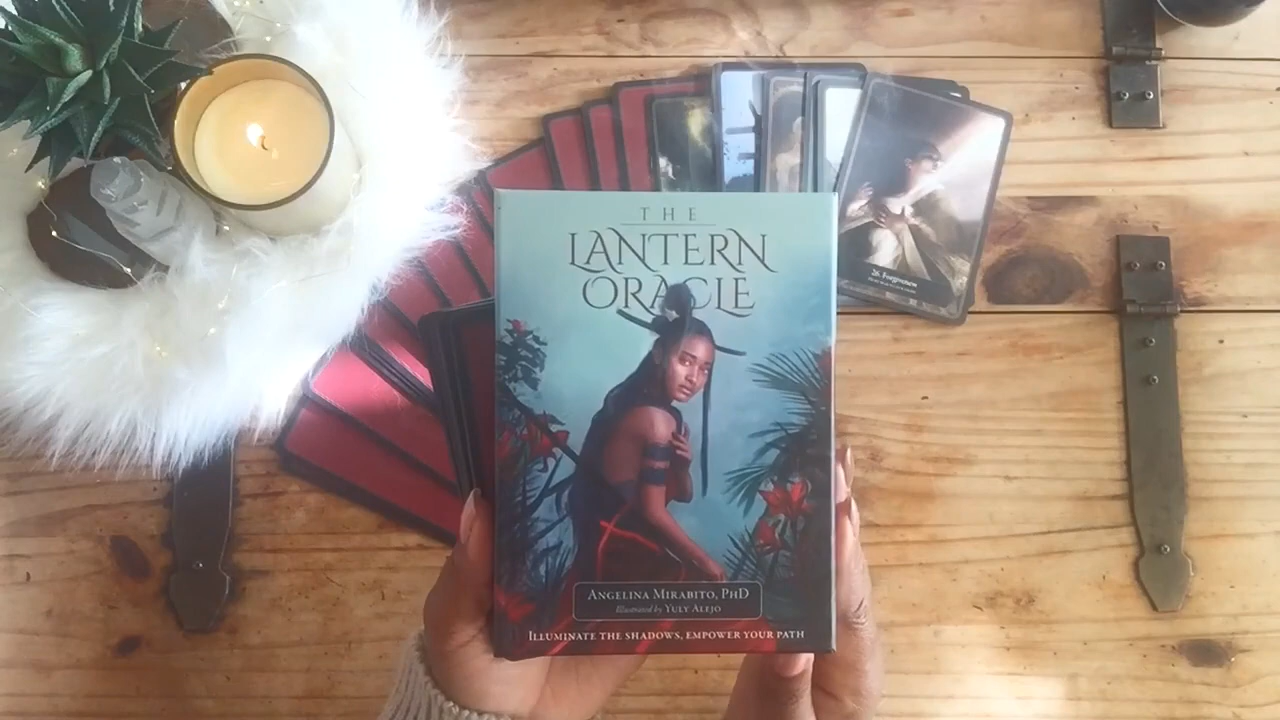 THE
LANTERN
ORACLE
ANGELINA MIRABITO, PHD
Illustrated by YULY ALEJO
ILLUMINATE THE SHADOWS, EMPOWER YOUR PATH
26. Forgiveness